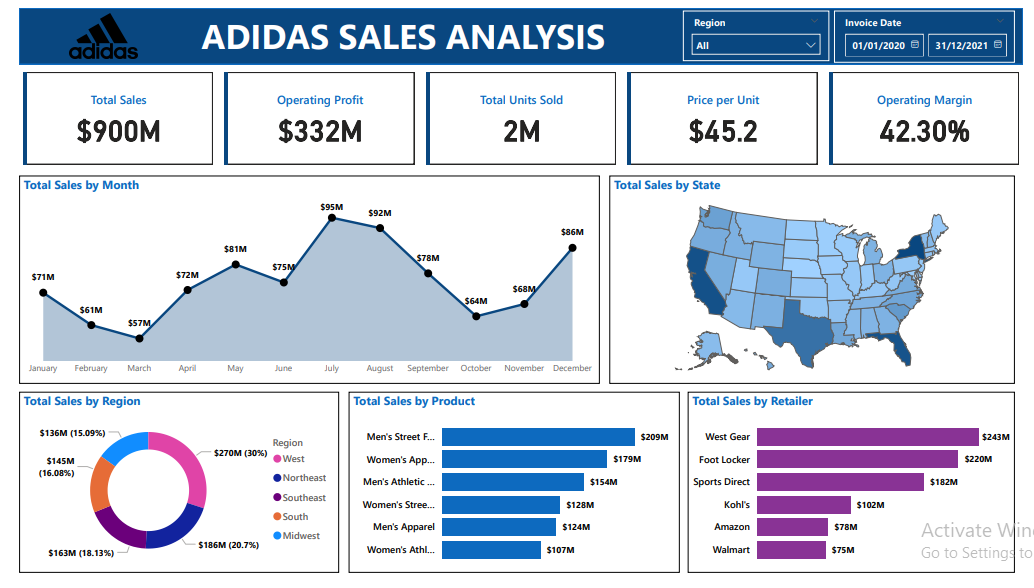 adidas
ADIDAS SALES ANALYSIS
Region
All
Invoice Date
01/01/2020
31/12/2021
Total Sales
$900M
Operating Profit
$332M
Total Units Sold
2M
Price per Unit
$45.2
Operating Margin
42.30%
Total Sales by Month
$71M
$61M
$57M
$72M
$81M
$75M
$95M
$92M
$78M
$64M
$68M
$86M
January
February
March
April
May
June
July
August
September
October
November
December
Total Sales by State
Total Sales by Region
$136M (15.09%)
$145M
(16.08%)
$163M (18.13%)
$186M (20.7%)
$270M (30%)
Region
West
Northeast
Southeast
South
Midwest
Total Sales by Product
Men's Street F... $209M
Women's App... $179M
Men's Athletic ... $154M
Women's Stree... $128M
Men's Apparel $124M
Women's Athl... $107M
Total Sales by Retailer
West Gear $243M
Foot Locker $220M
Sports Direct $182M
Kohl's $102M
Amazon $78M
Walmart $75M
Activate Win
Go to Settings to